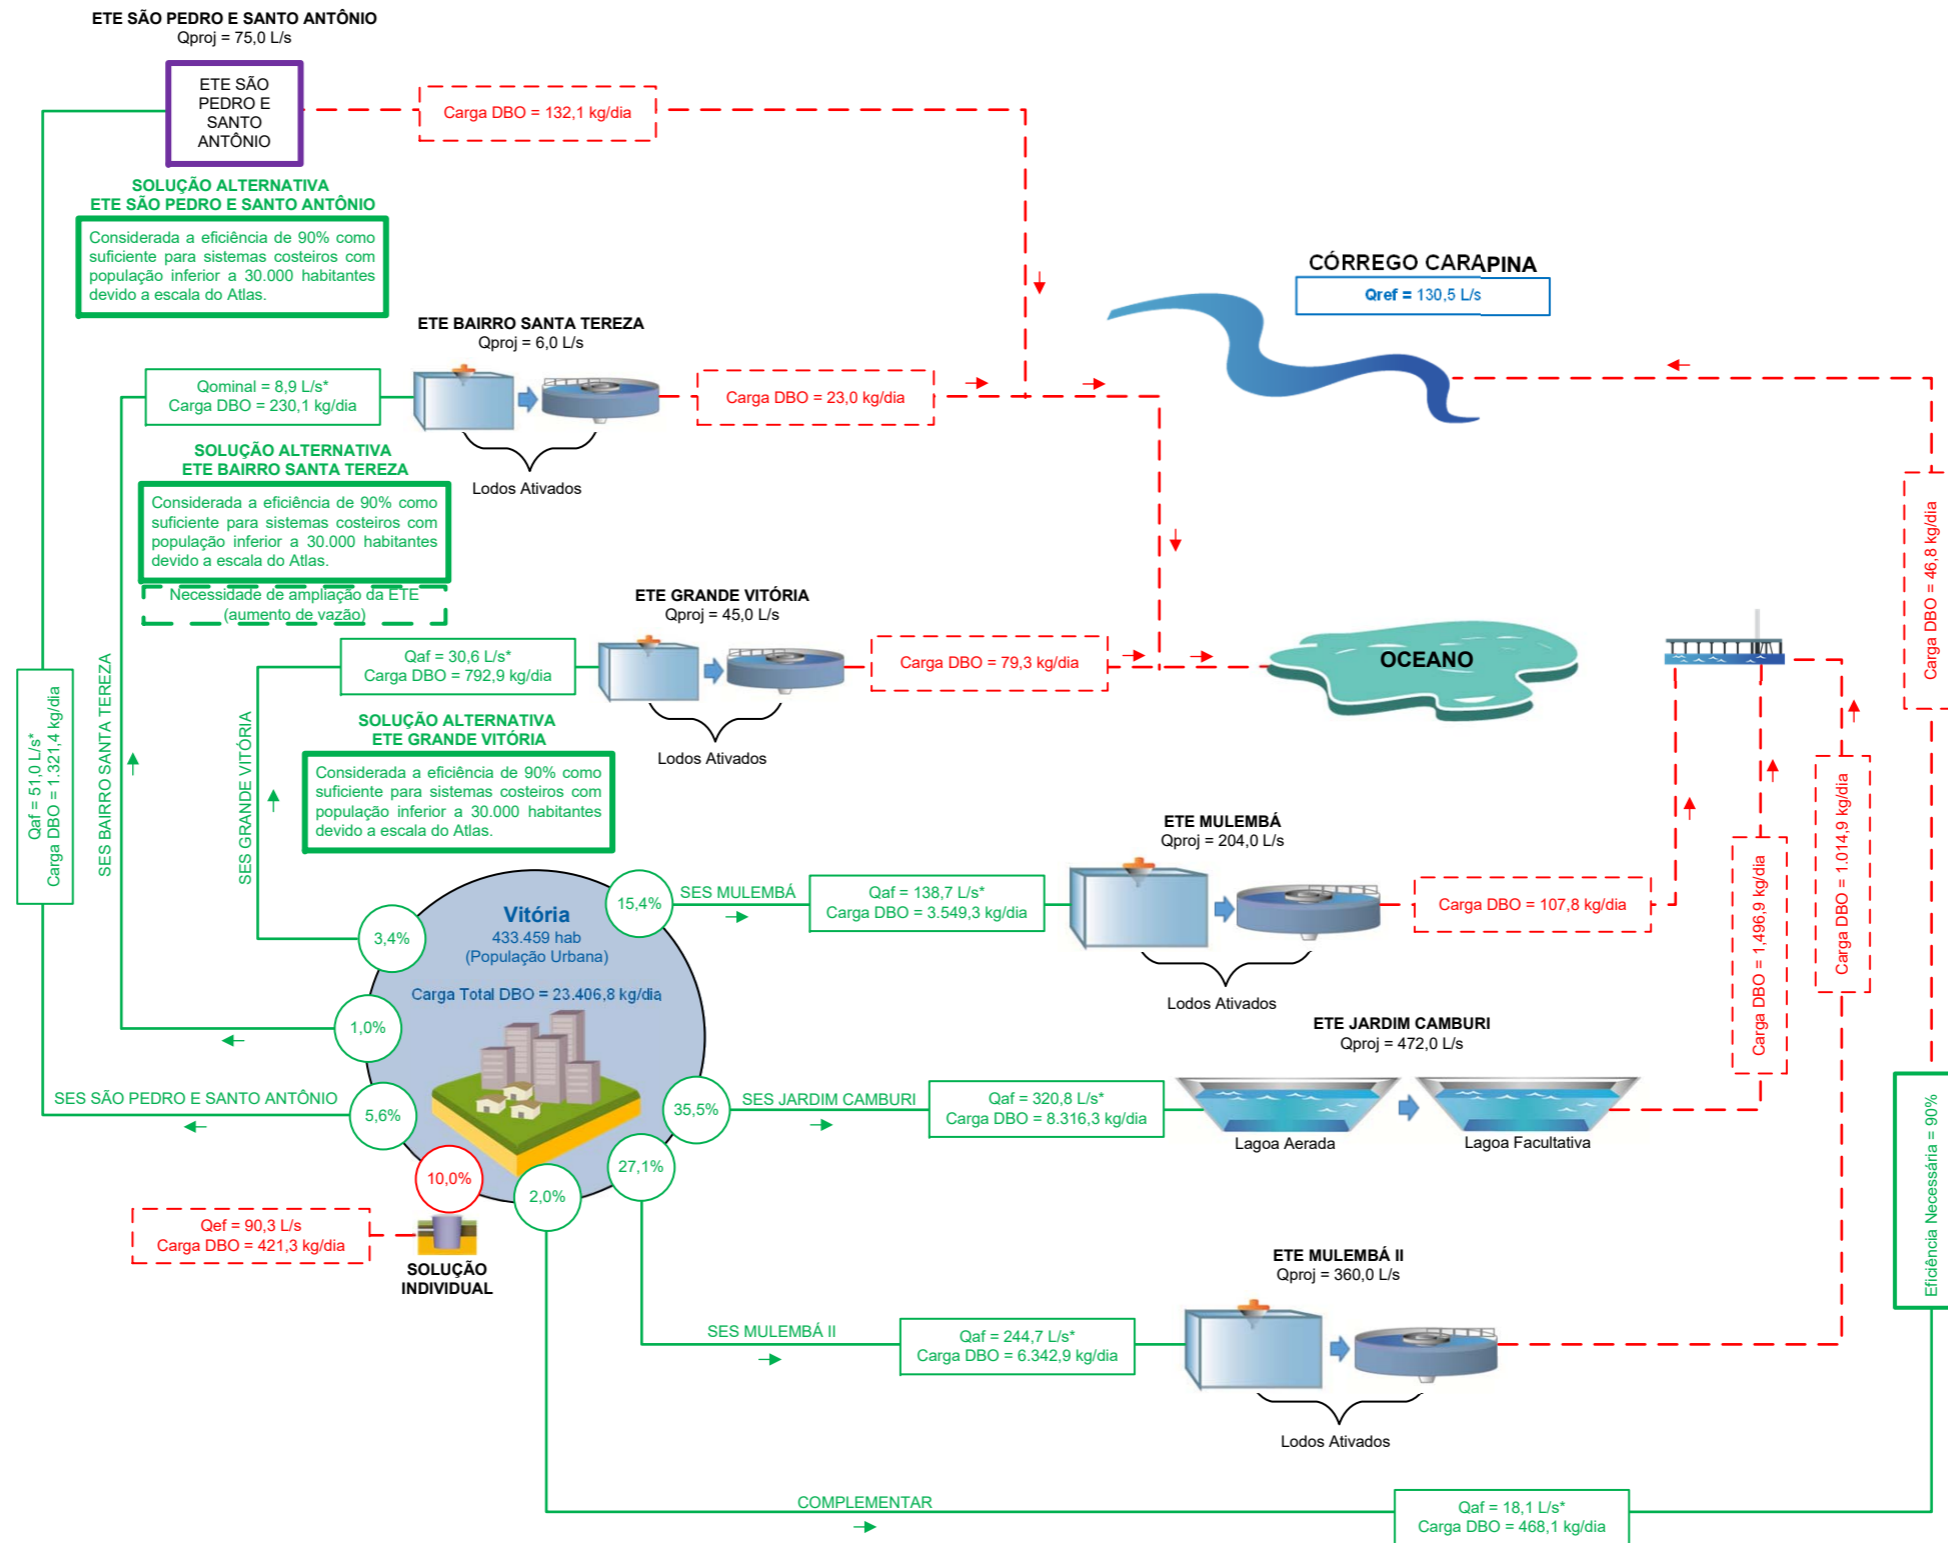 ETE SÃO PEDRO E SANTO ANTÔNIO
Qproj = 75,0 L/s
ETE SÃO
PEDRO E
SANTO
ANTÔNIO
Carga DBO = 132,1 kg/dia
SOLUÇÃO ALTERNATIVA
ETE SÃO PEDRO E SANTO ANTÔNIO
Considerada a eficiência de 90% como
suficiente para sistemas costeiros com
população inferior a 30.000 habitantes
devido a escala do Atlas.
CÓRREGO CARAPINA
Qref = 130,5 L/s
ETE BAIRRO SANTA TEREZA
Qproj = 6,0 L/s
Qominal = 8,9 L/s*
Carga DBO = 230,1 kg/dia
Carga DBO = 23,0 kg/dia
Lodos Ativados
SOLUÇÃO ALTERNATIVA
ETE BAIRRO SANTA TEREZA
Considerada a eficiência de 90% como
suficiente para sistemas costeiros com
população inferior a 30.000 habitantes
devido a escala do Atlas.
Necessidade de ampliação da ETE
(aumento de vazão)
Carga DBO = 46,8 kg/dia
ETE GRANDE VITÓRIA
Qproj = 45,0 L/s
Qaf = 30,6 L/s*
Carga DBO = 792,9 kg/dia
Carga DBO = 79,3 kg/dia
Lodos Ativados
OCEANO
SOLUÇÃO ALTERNATIVA
ETE GRANDE VITÓRIA
Considerada a eficiência de 90% como
suficiente para sistemas costeiros com
população inferior a 30.000 habitantes
devido a escala do Atlas.
Qaf = 51,0 L/s*
Carga DBO = 1.321,4 kg/dia
SES BAIRRO SANTA TEREZA
SES GRANDE VITÓRIA
ETE MULEMBÁ
Qproj = 204,0 L/s
SES MULEMBÁ
Qaf = 138,7 L/s*
Carga DBO = 3.549,3 kg/dia
Carga DBO = 107,8 kg/dia
Lodos Ativados
Carga DBO = 1,496,9 kg/dia
Carga DBO = 1.014,9 kg/dia
15,4%
3,4%
Vitória
433.459 hab
(População Urbana)
Carga Total DBO = 23.406,8 kg/dia
1,0%
5,6%
35,5%
27,1%
10,0%
2,0%
SES SÃO PEDRO E SANTO ANTÔNIO
ETE JARDIM CAMBURI
Qproj = 472,0 L/s
SES JARDIM CAMBURI
Qaf = 320,8 L/s*
Carga DBO = 8.316,3 kg/dia
Lagoa Aerada
Lagoa Facultativa
Eficiência Necessária = 90%
Qef = 90,3 L/s
Carga DBO = 421,3 kg/dia
SOLUÇÃO
INDIVIDUAL
ETE MULEMBÁ II
Qproj = 360,0 L/s
SES MULEMBÁ II
Qaf = 244,7 L/s*
Carga DBO = 6.342,9 kg/dia
Lodos Ativados
COMPLEMENTAR
Qaf = 18,1 L/s*
Carga DBO = 468,1 kg/dia